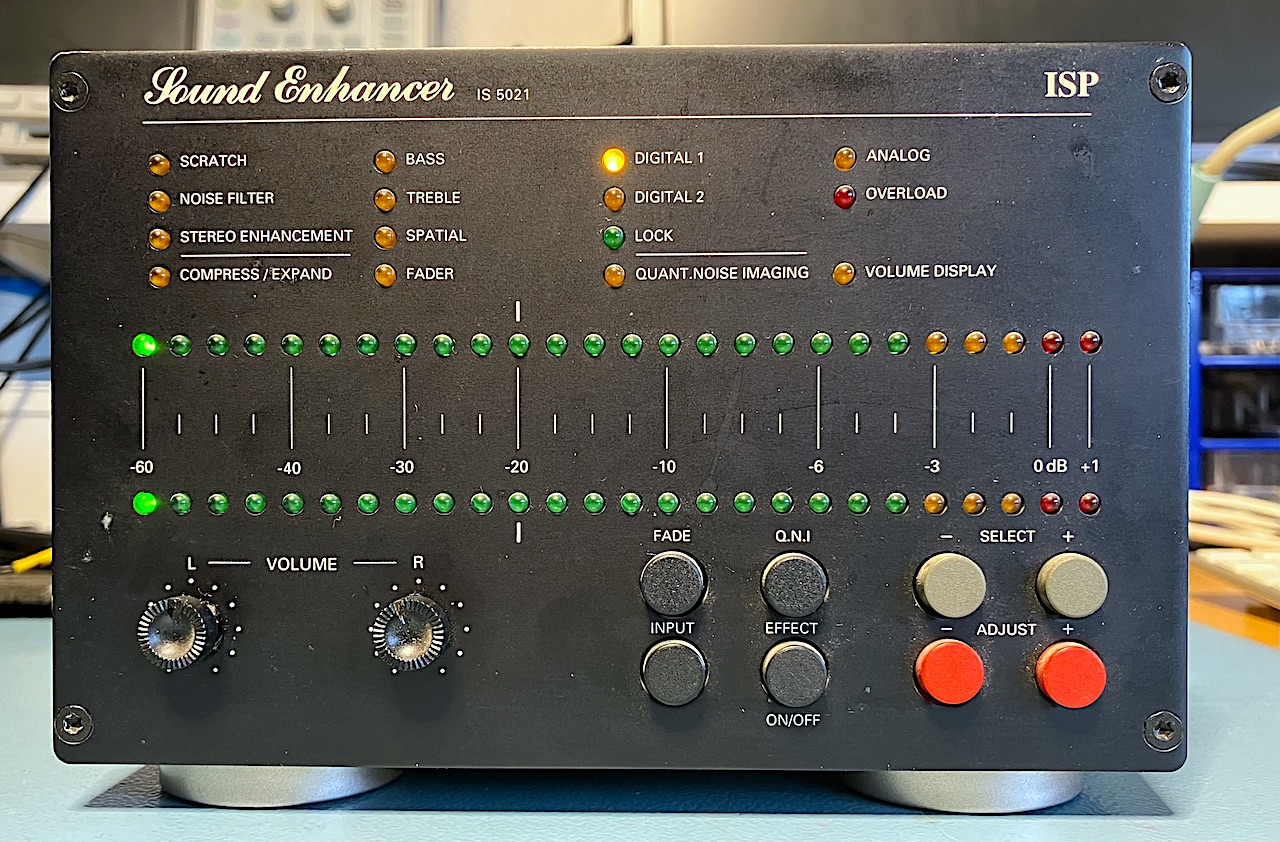 Sound Enhancer IS 5021 ISP
SCRATCH BASS DIGITAL 1 ANALOG
NOISE FILTER TREBLE DIGITAL 2 OVERLOAD
STEREO ENHANCEMENT SPATIAL LOCK
COMPRESS / EXPAND FADER QUANT.NOISE IMAGING VOLUME DISPLAY
-60 -40 -30 -20 -10 -6 -3 0 dB +1
FADE Q.N.I − SELECT +
L VOLUME R
INPUT EFFECT − ADJUST +
ON/OFF